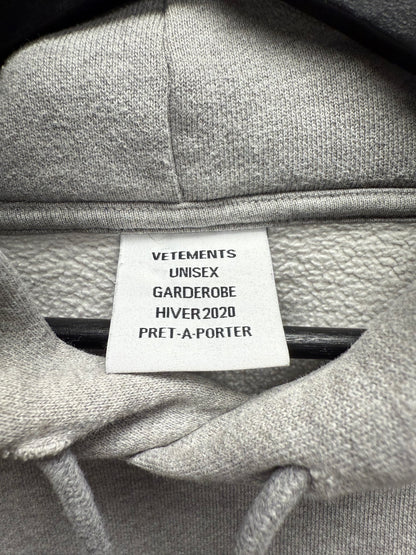 VETEMENTS
UNISEX
GARDEROBE
HIVER 2020
PRET-A-PORTER